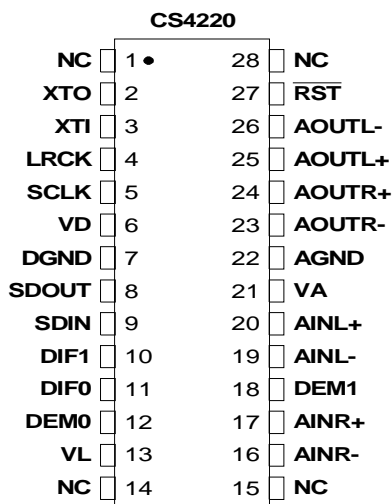 CS4220
NC 1 28 NC
XTO 2 27 RST
XTI 3 26 AOUTL-
LRCK 4 25 AOUTL+
SCLK 5 24 AOUTR+
VD 6 23 AOUTR-
DGND 7 22 AGND
SDOUT 8 21 VA
SDIN 9 20 AINL+
DIF1 10 19 AINL-
DIF0 11 18 DEM1
DEM0 12 17 AINR+
VL 13 16 AINR-
NC 14 15 NC